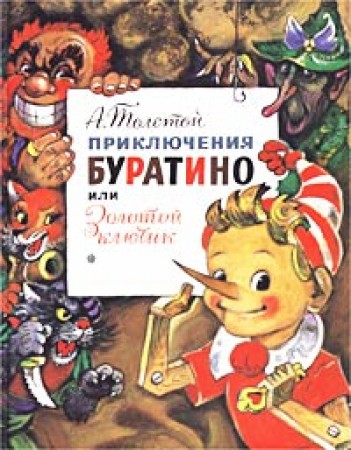 А. Толстой
ПРИКЛЮЧЕНИЯ
БУРАТИНО
ИЛИ
Золотой
ключик